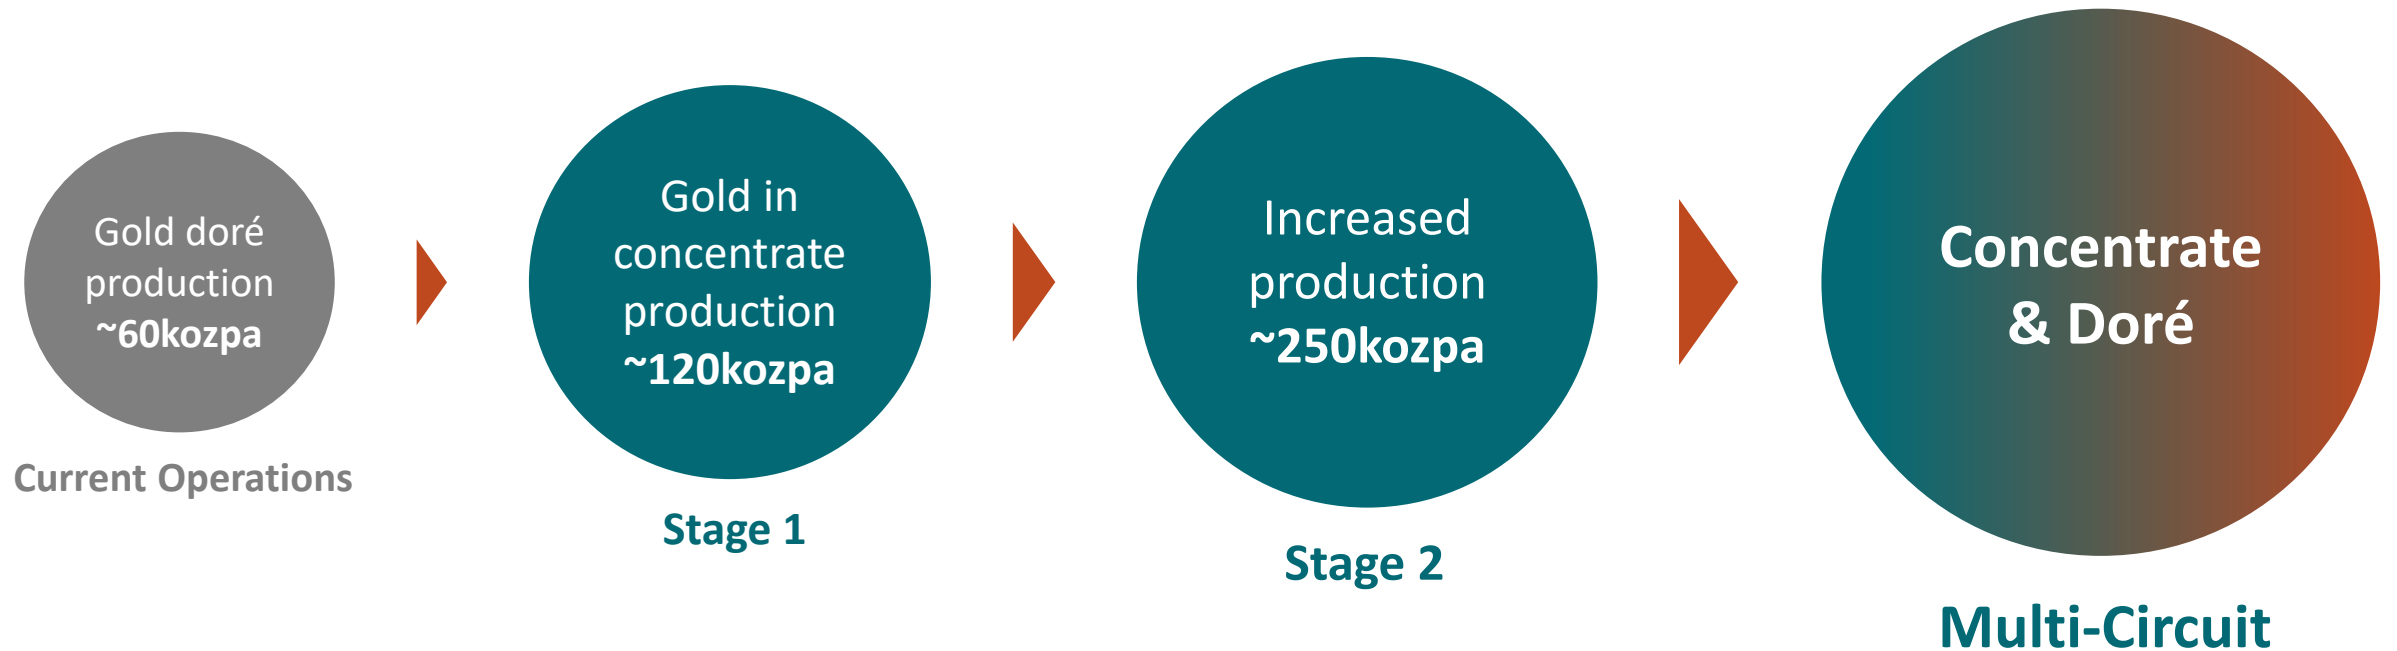 Gold doré
production
~60kozpa
Current Operations
Gold in
concentrate
production
~120kozpa
Stage 1
Increased
production
~250kozpa
Stage 2
Concentrate
& Doré
Multi-Circuit